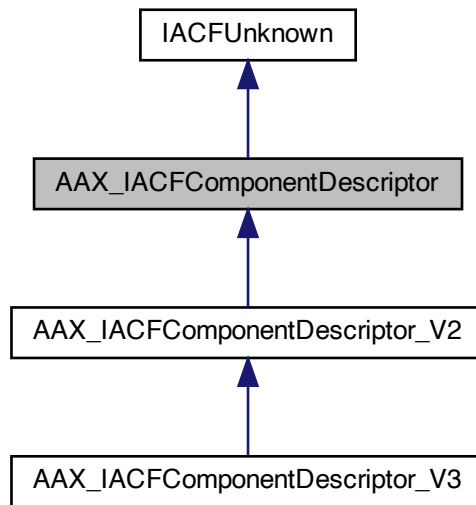 IACFUnknown
AAX_IACFComponentDescriptor
AAX_IACFComponentDescriptor_V2
AAX_IACFComponentDescriptor_V3